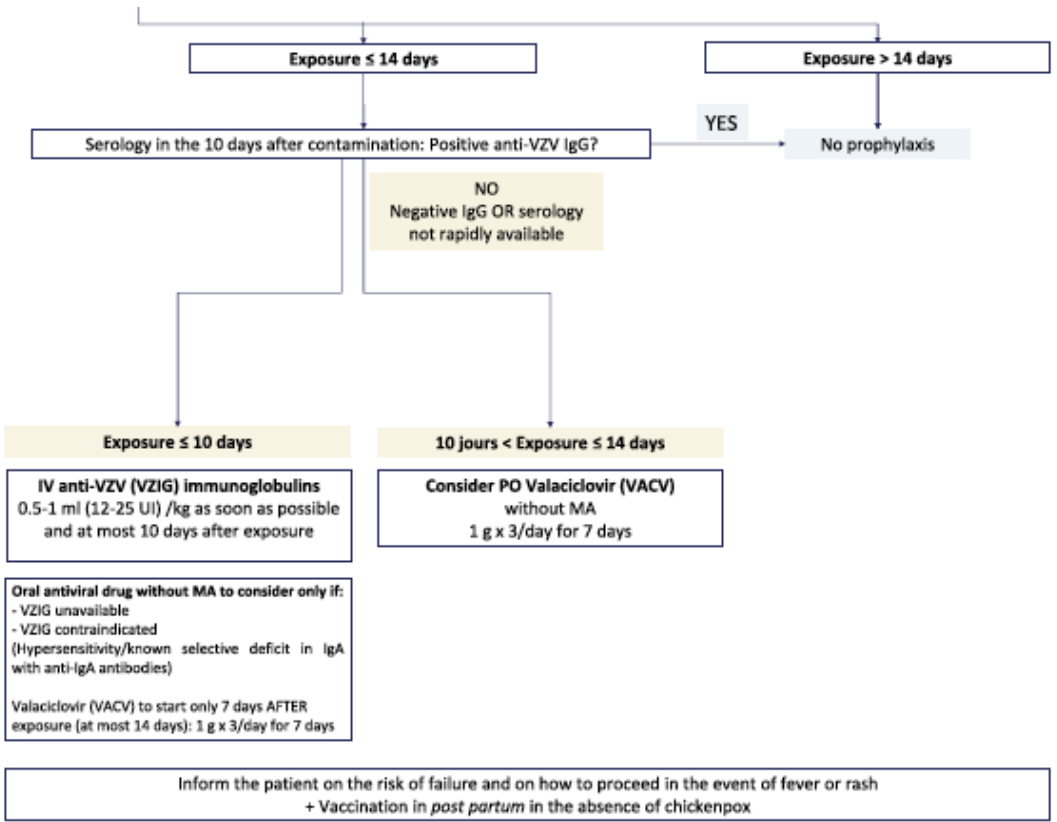 Exposure ≤ 14 days
Exposure > 14 days
Serology in the 10 days after contamination: Positive anti-VZV IgG?
YES
No prophylaxis
NO
Negative IgG OR serology
not rapidly available
Exposure ≤ 10 days
IV anti-VZV (VZIG) immunoglobulins
0.5-1 ml (12-25 UI) /kg as soon as possible
and at most 10 days after exposure
10 jours < Exposure ≤ 14 days
Consider PO Valaciclovir (VACV)
without MA
1 g x 3/day for 7 days
Oral antiviral drug without MA to consider only if:
- VZIG unavailable
- VZIG contraindicated
(Hypersensitivity/known selective deficit in IgA
with anti-IgA antibodies)
Valaciclovir (VACV) to start only 7 days AFTER
exposure (at most 14 days): 1 g x 3/day for 7 days
Inform the patient on the risk of failure and on how to proceed in the event of fever or rash
+ Vaccination in post partum in the absence of chickenpox